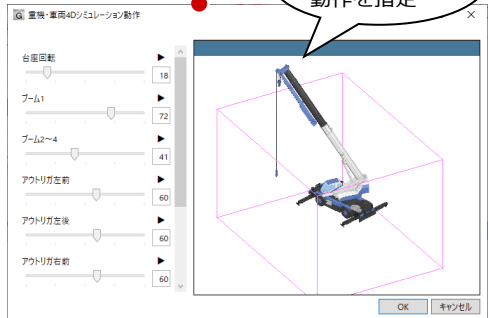 動作を指定
G 重機・車両4Dシミュレーション動作
台座回転
18
ブーム1
72
ブーム2～4
41
アウトリガ左前
60
アウトリガ左後
60
アウトリガ右前
60
OK キャンセル